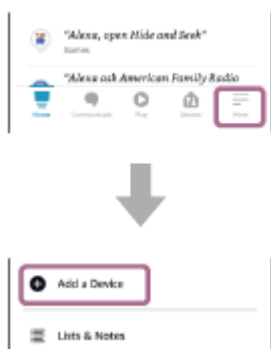 "Alexa, open Hide and Seek"
Games
"Alexa ask American Family Radio
Home Communicate Play Devices More
Add a Device
Lists & Notes